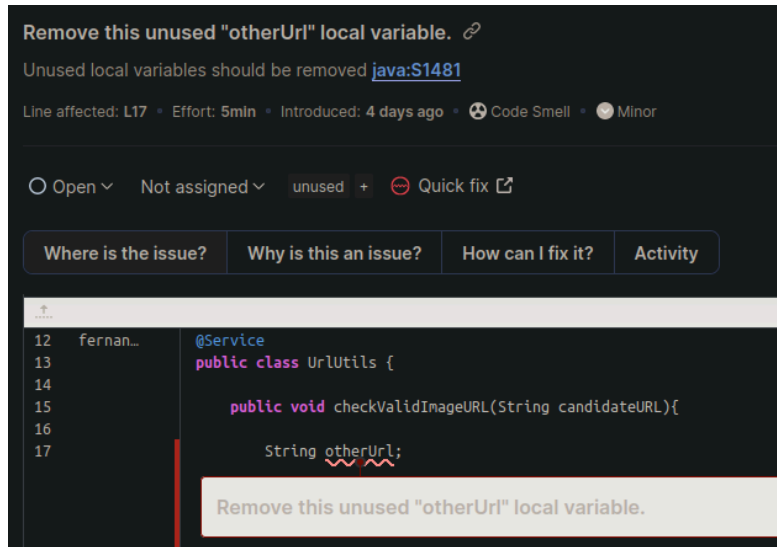 Remove this unused "otherUrl" local variable.
Unused local variables should be removed java:S1481
Line affected: L17 • Effort: 5min • Introduced: 4 days ago • Code Smell • Minor
Open Not assigned unused + Quick fix
Where is the issue? Why is this an issue? How can I fix it? Activity
12 fernan… @Service
13 public class UrlUtils {
14
15 public void checkValidImageURL(String candidateURL){
16
17 String otherUrl;
Remove this unused "otherUrl" local variable.